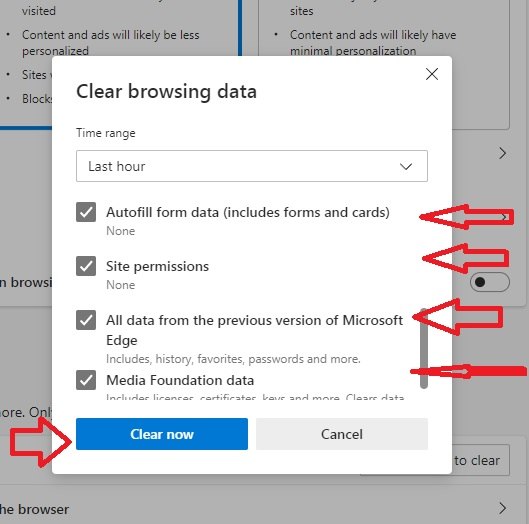 visited
• Content and ads will likely be less
personalized
• Sites
• Blocks
sites
• Content and ads will likely have
minimal personalization
Clear browsing data
Time range
Last hour
Autofill form data (includes forms and cards)
None
Site permissions
None
All data from the previous version of Microsoft
Edge
Includes, history, favorites, passwords and more.
Media Foundation data
Includes licenses, certificates, keys and more. Clears data
Clear now
Cancel
n browsi
ore. Onl
to clear
he browser